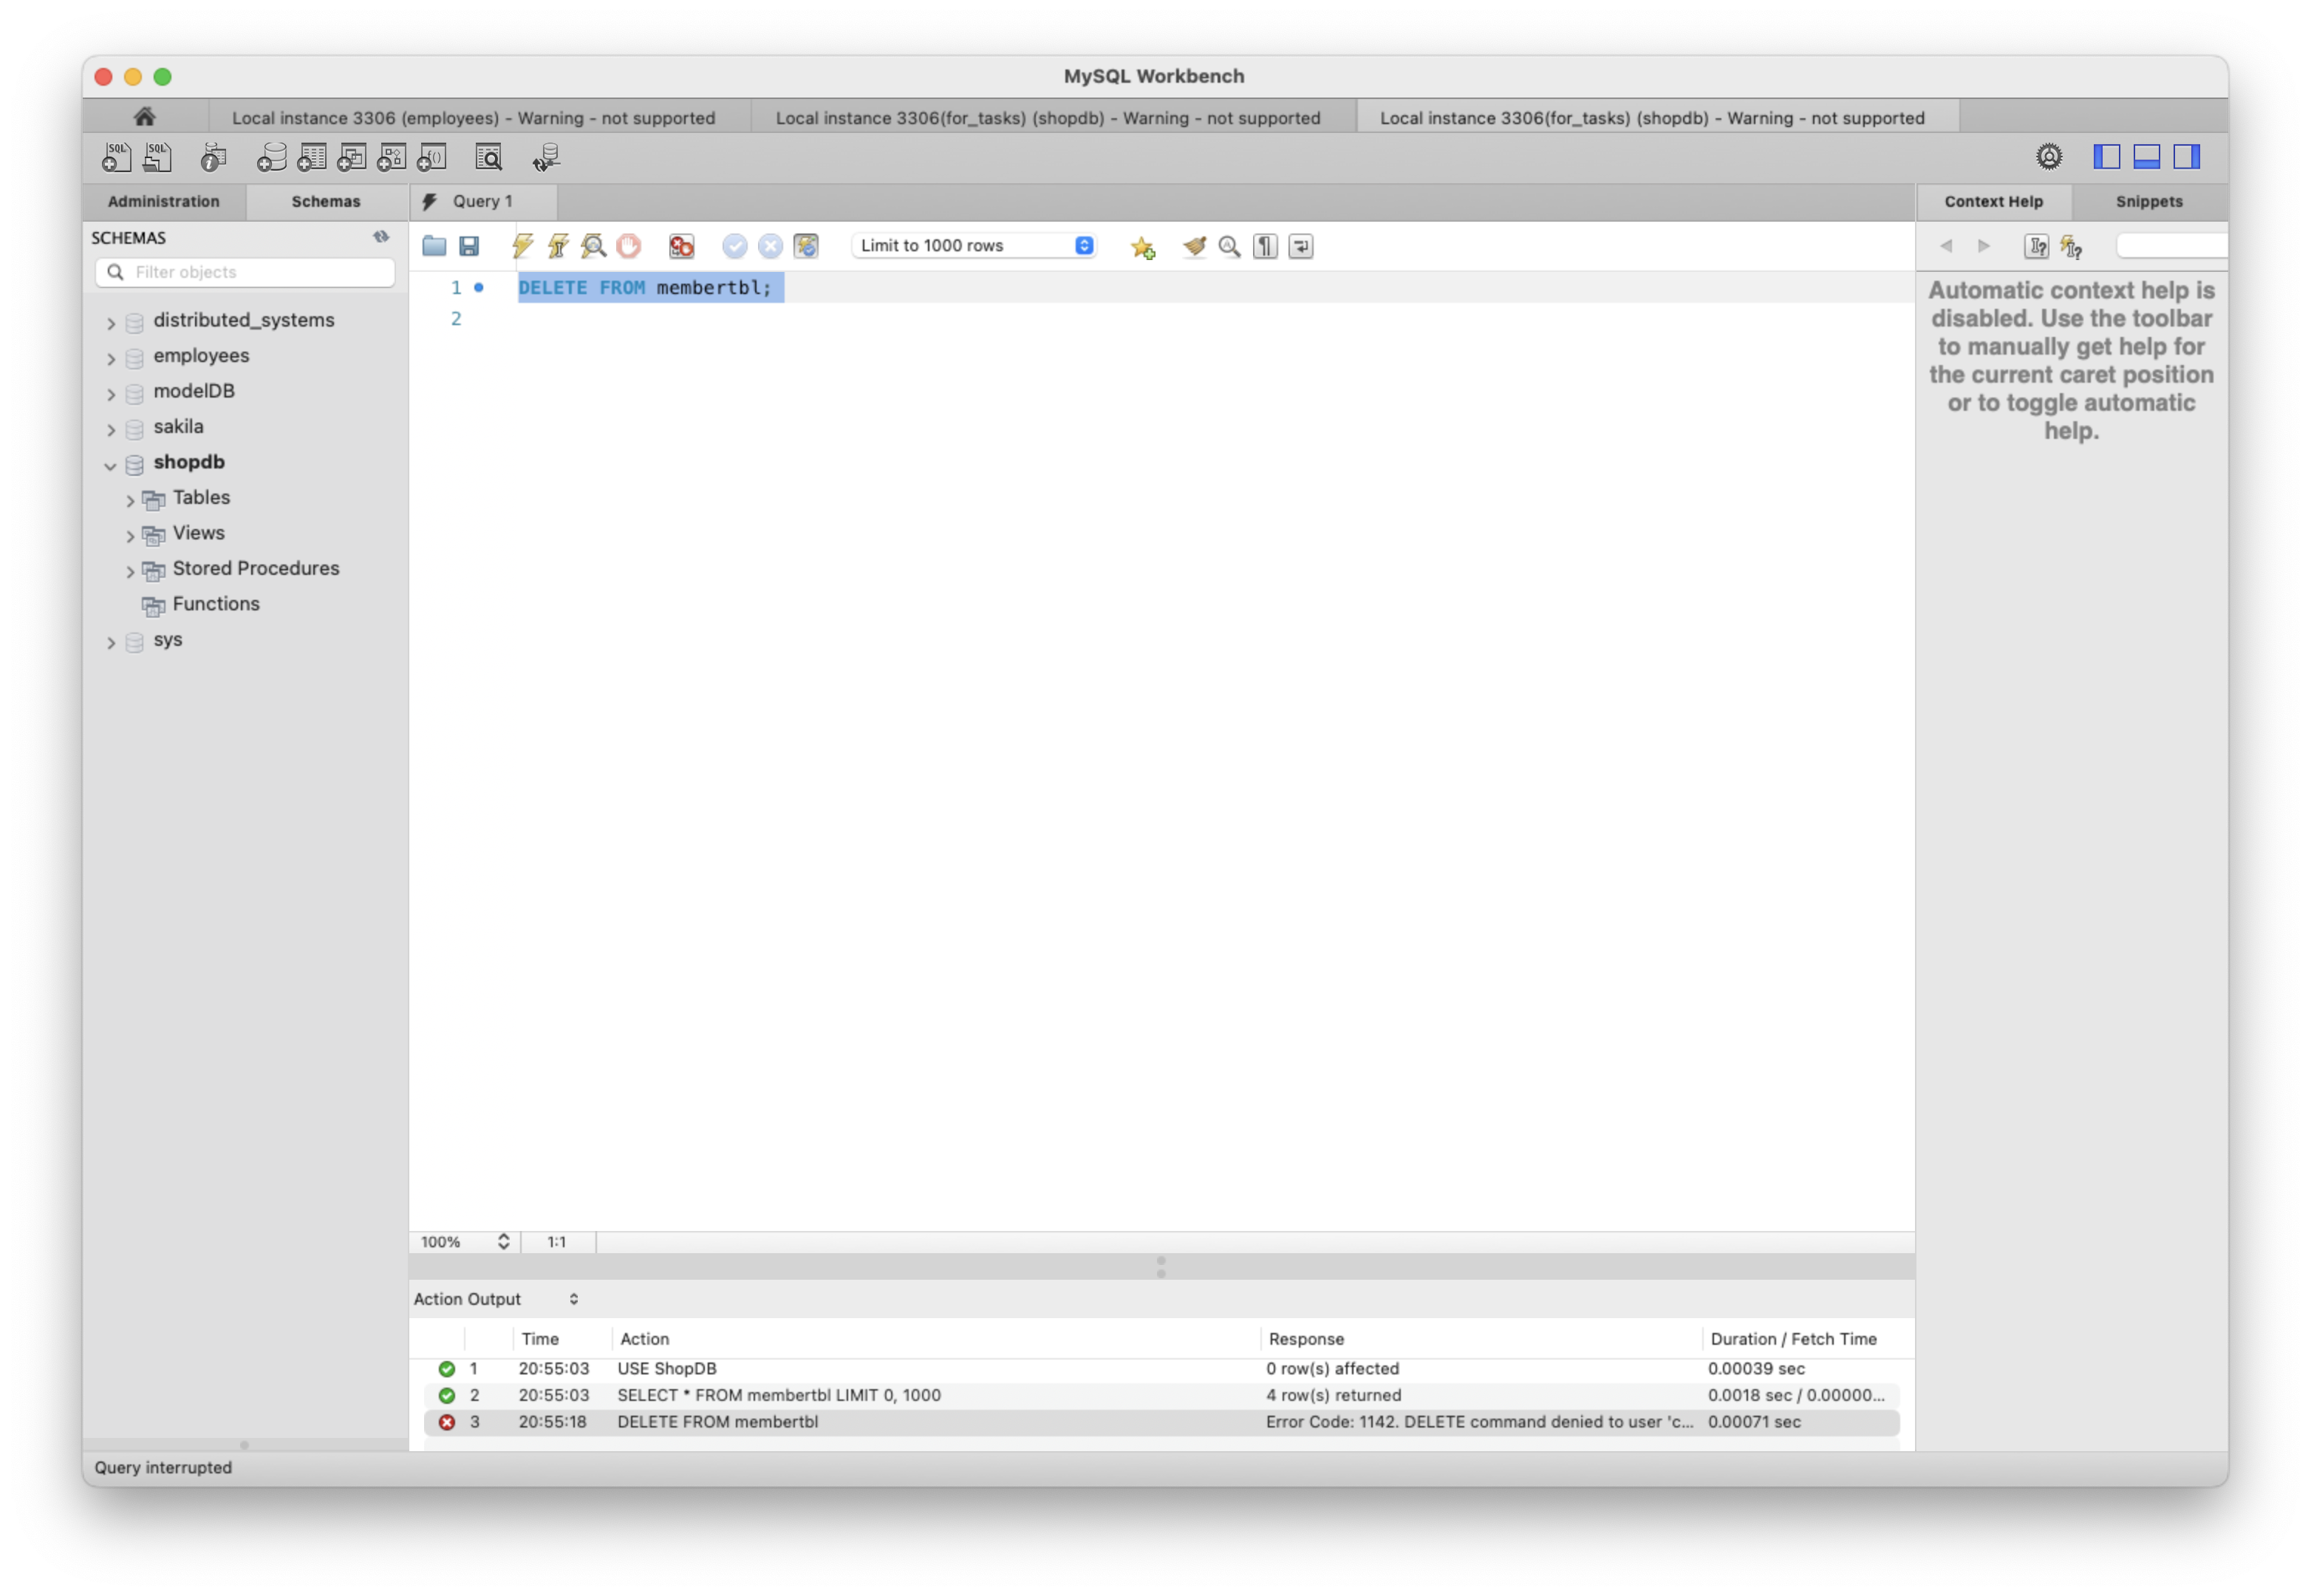 MySQL Workbench
Local instance 3306 (employees) - Warning - not supported
Local instance 3306(for_tasks) (shopdb) - Warning - not supported
Local instance 3306(for_tasks) (shopdb) - Warning - not supported
Administration
Schemas
Query 1
Context Help
Snippets
SCHEMAS
Filter objects
distributed_systems
employees
modelDB
sakila
shopdb
Tables
Views
Stored Procedures
Functions
sys
Limit to 1000 rows
1 DELETE FROM membertbl;
2
Automatic context help is
disabled. Use the toolbar
to manually get help for
the current caret position
or to toggle automatic
help.
100% 1:1
Action Output
Time Action Response Duration / Fetch Time
1 20:55:03 USE ShopDB 0 row(s) affected 0.00039 sec
2 20:55:03 SELECT * FROM membertbl LIMIT 0, 1000 4 row(s) returned 0.0018 sec / 0.00000...
3 20:55:18 DELETE FROM membertbl Error Code: 1142. DELETE command denied to user 'c... 0.00071 sec
Query interrupted